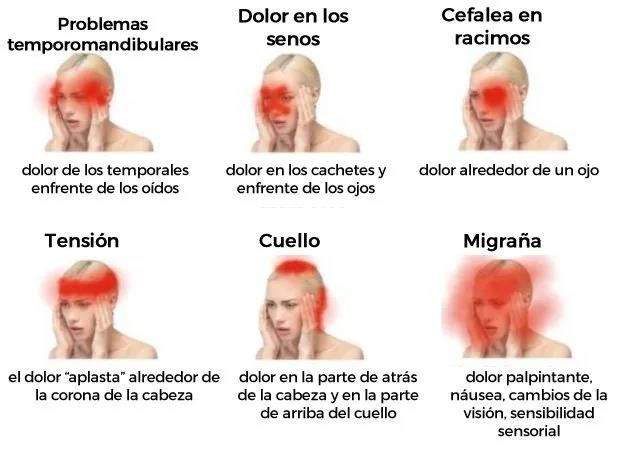 Problemas
temporomandibulares
dolor de los temporales
enfrente de los oídos
Dolor en los
senos
dolor en los cachetes y
enfrente de los ojos
Cefalea en
racimos
dolor alrededor de un ojo
Tensión
el dolor “aplasta” alrededor de
la corona de la cabeza
Cuello
dolor en la parte de atrás
de la cabeza y en la parte
de arriba del cuello
Migraña
dolor palpintante,
náusea, cambios de la
visión, sensibilidad
sensorial